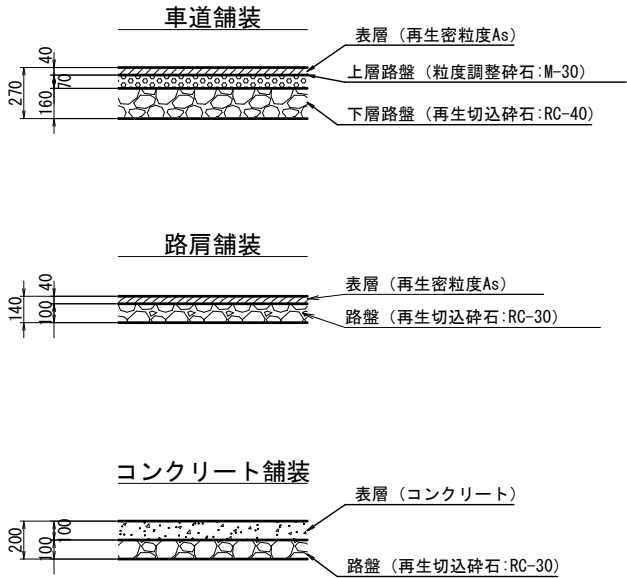 車道舗装
表層（再生密粒度As）
上層路盤（粒度調整砕石:M-30）
下層路盤（再生切込砕石:RC-40）
270
40
70
160
路肩舗装
表層（再生密粒度As）
路盤（再生切込砕石:RC-30）
140
40
100
コンクリート舗装
表層（コンクリート）
路盤（再生切込砕石:RC-30）
200
100
100